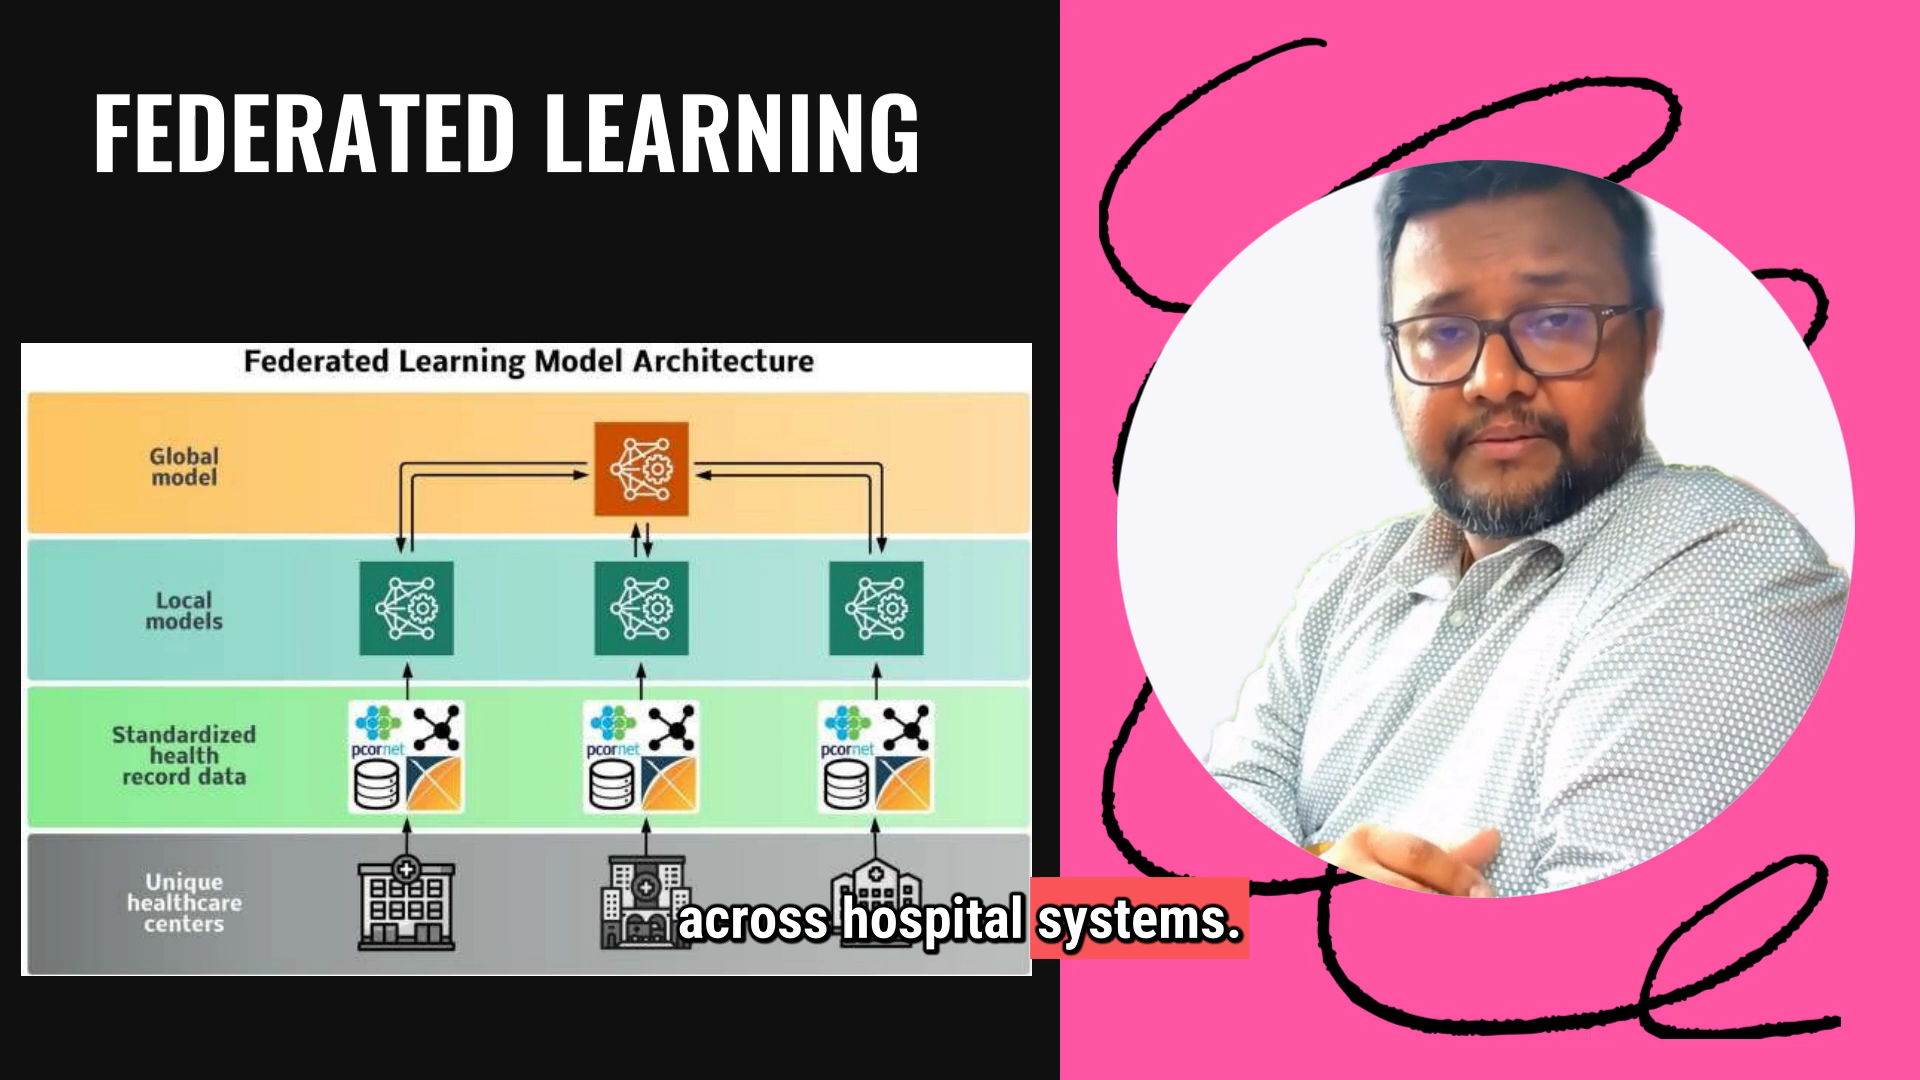 FEDERATED LEARNING
Federated Learning Model Architecture
Global
model
Local
models
Standardized
health
record data
pcornet
pcornet
pcornet
Unique
healthcare
centers
across hospital systems.